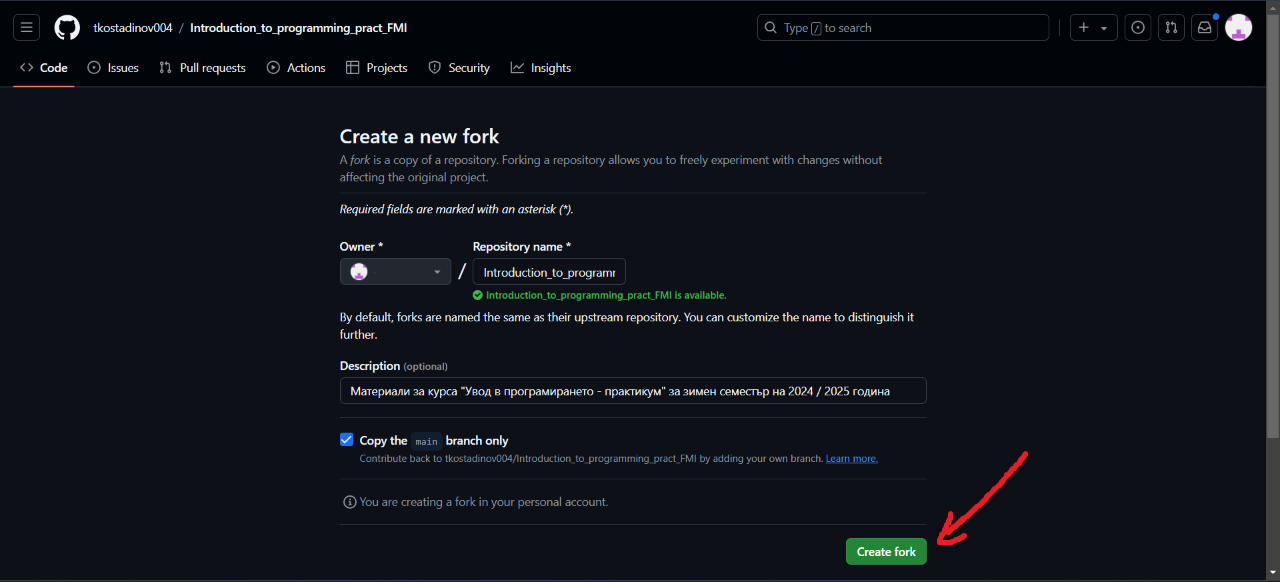 tkostadinov004 / Introduction_to_programming_pract_FMI
Type / to search
Code Issues Pull requests Actions Projects Security Insights
Create a new fork
A fork is a copy of a repository. Forking a repository allows you to freely experiment with changes without
affecting the original project.
Required fields are marked with an asterisk (*).
Owner * Repository name *
/ Introduction_to_programm
Introduction_to_programming_pract_FMI is available.
By default, forks are named the same as their upstream repository. You can customize the name to distinguish it
further.
Description (optional)
Материали за курса "Увод в програмирането - практикум" за зимен семестър на 2024 / 2025 година
Copy the main branch only
Contribute back to tkostadinov004/Introduction_to_programming_pract_FMI by adding your own branch. Learn more.
You are creating a fork in your personal account.
Create fork